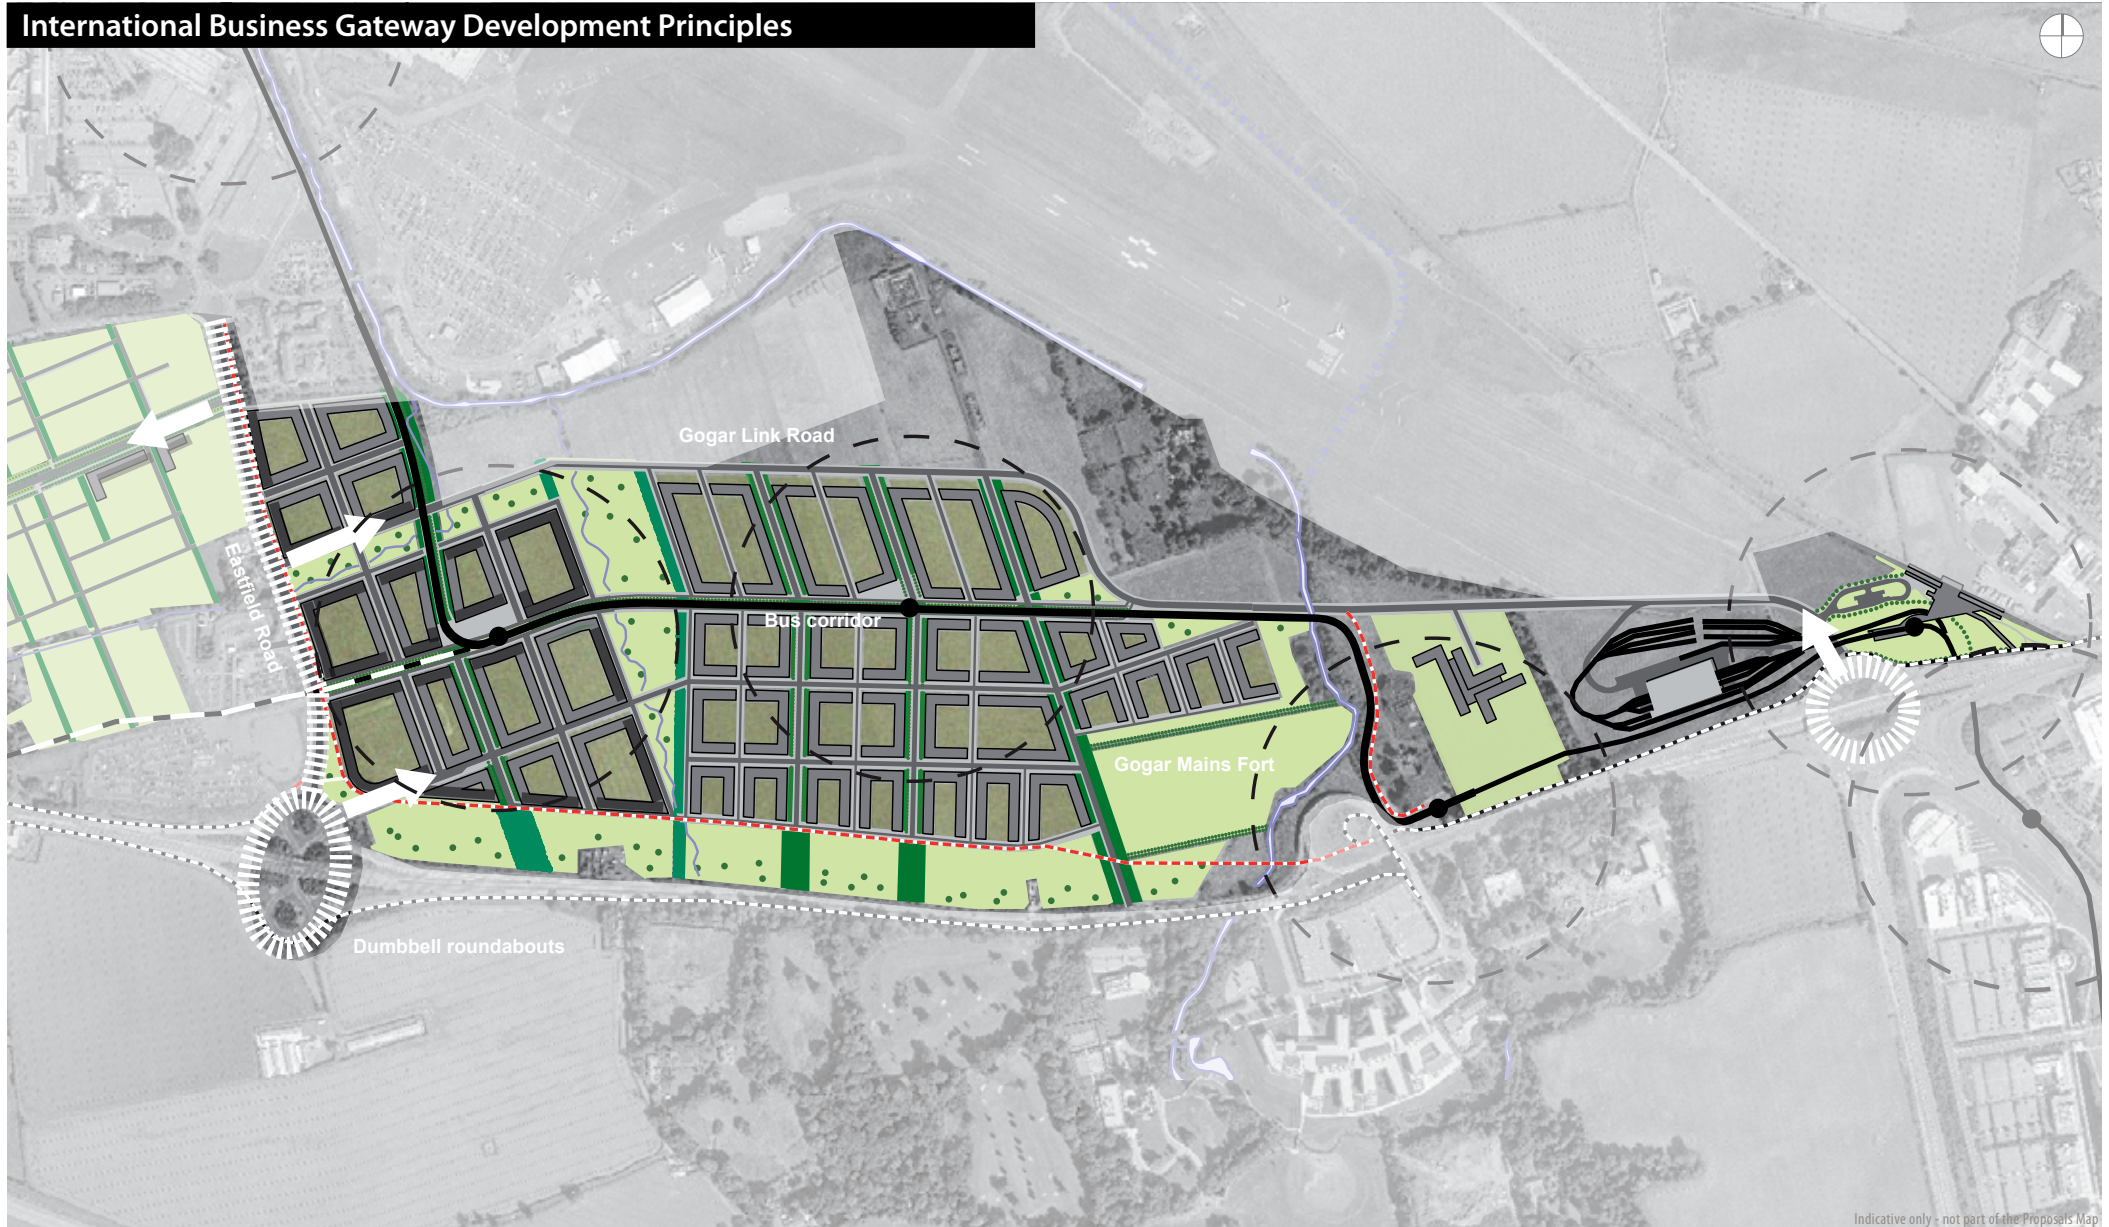 International Business Gateway Development Principles
Gogar Link Road
Eastfield Road
Bus corridor
Gogar Mains Fort
Dumbbell roundabouts
Indicative only - not part of the Proposals Map